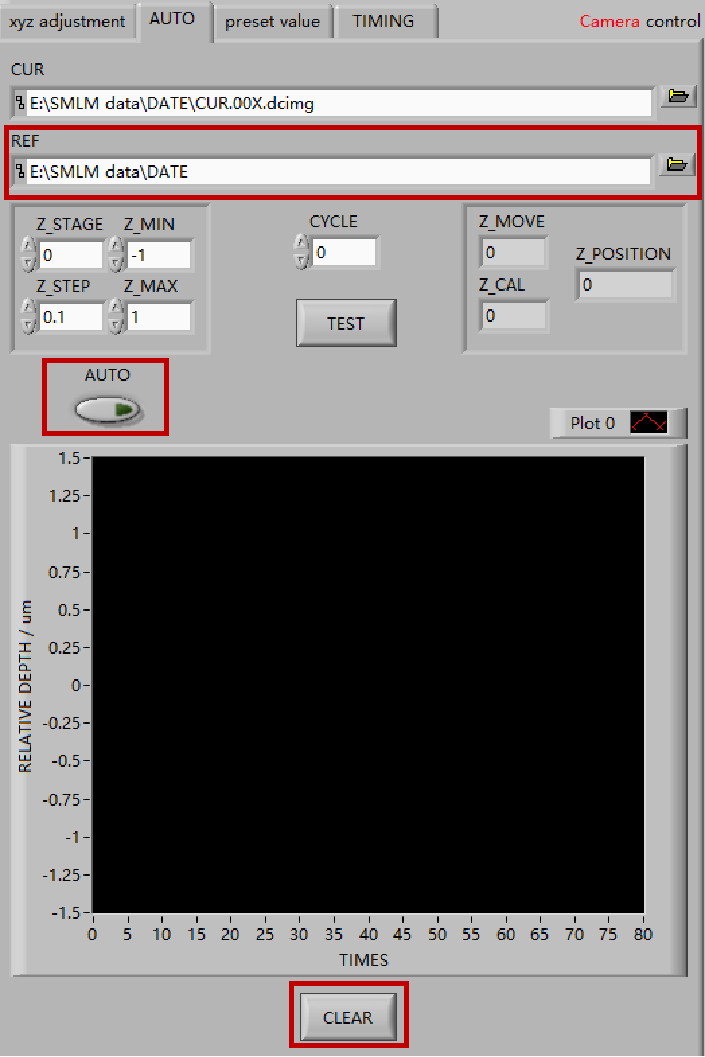 xyz adjustment AUTO preset value TIMING Camera control
CUR
E:\SMLM data\DATE\CUR.00X.dcimg
REF
E:\SMLM data\DATE
Z_STAGE Z_MIN CYCLE Z_MOVE
0 -1 0 0 Z_POSITION
Z_STEP Z_MAX Z_CAL 0
0.1 1 TEST 0
AUTO
Plot 0
1.5
1.25
1
0.75
0.5
0.25
0
-0.25
-0.5
-0.75
-1
-1.25
-1.5
RELATIVE DEPTH / um
0 5 10 15 20 25 30 35 40 45 50 55 60 65 70 75 80
TIMES
CLEAR